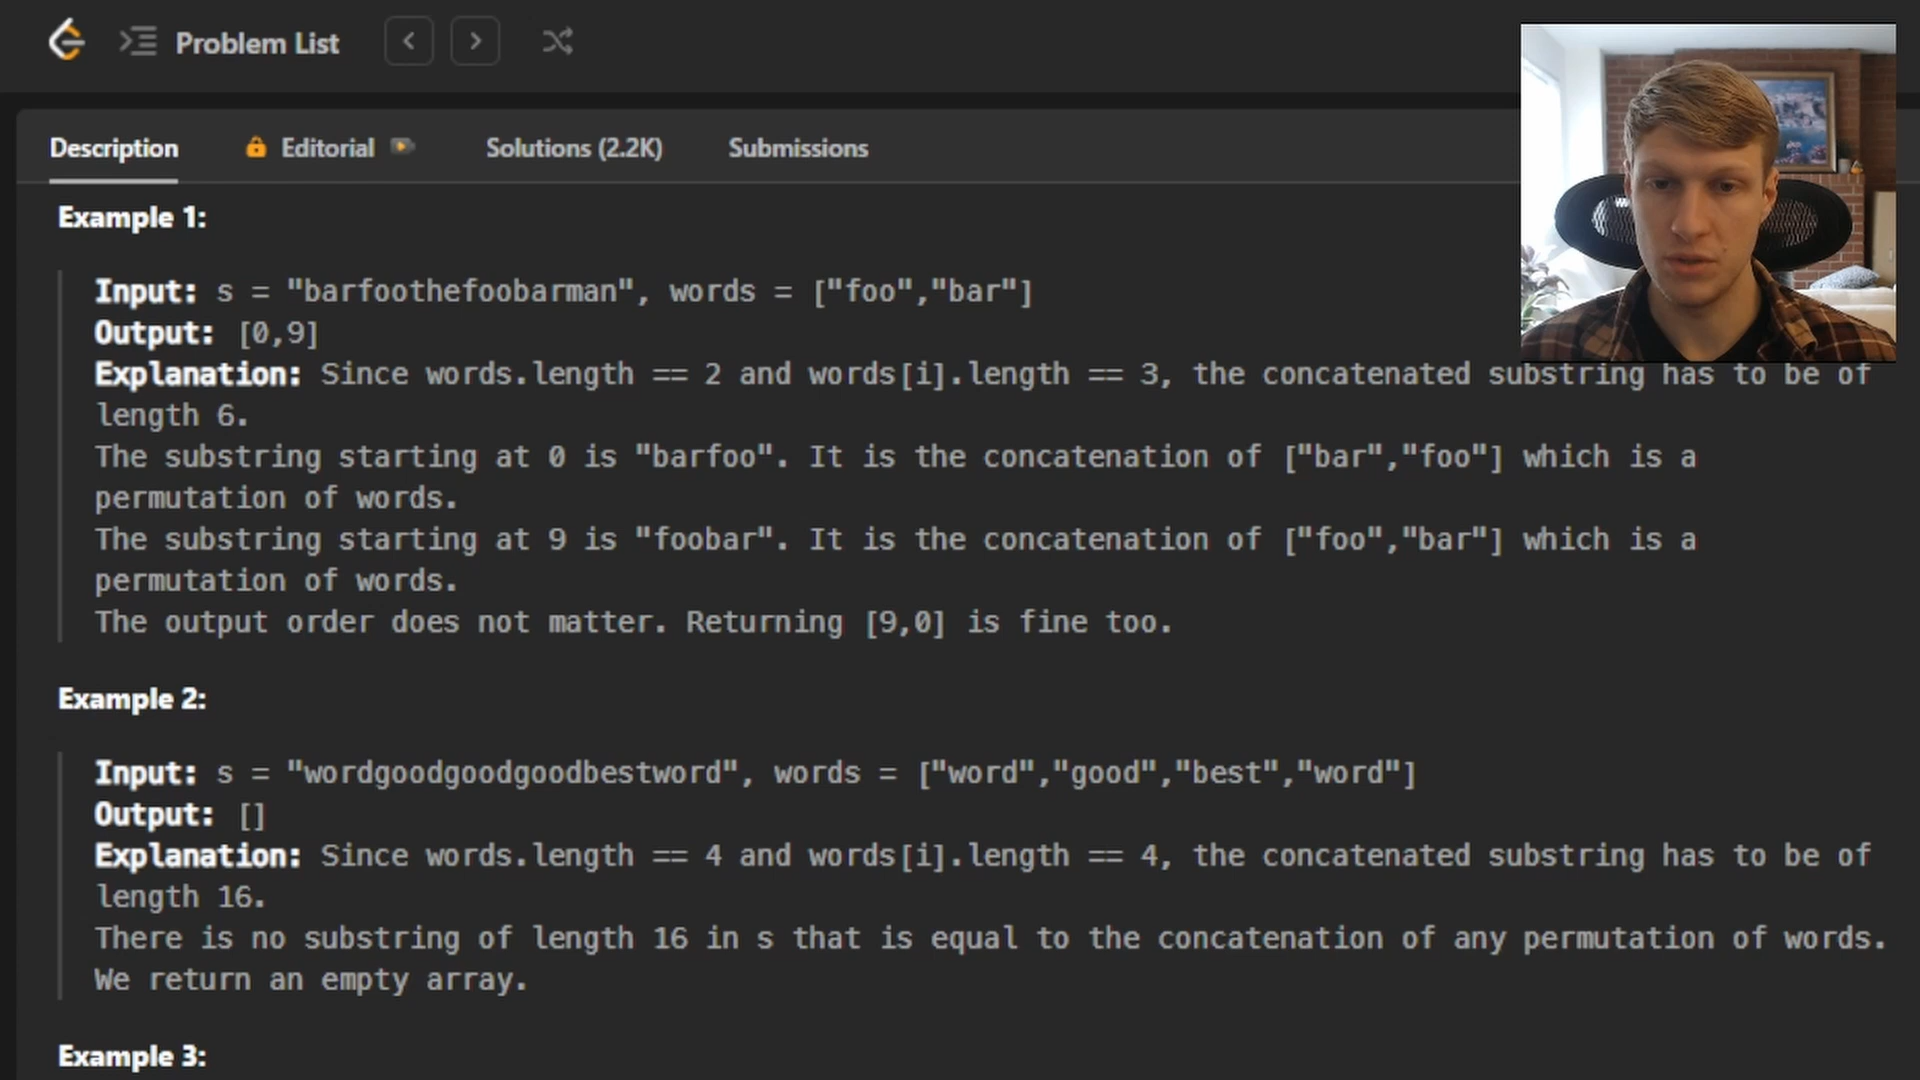 Problem List
Description Editorial Solutions (2.2K) Submissions
Example 1:
Input: s = "barfoothefoobarman", words = ["foo","bar"]
Output: [0,9]
Explanation: Since words.length == 2 and words[i].length == 3, the concatenated substring has to be of
length 6.
The substring starting at 0 is "barfoo". It is the concatenation of ["bar","foo"] which is a
permutation of words.
The substring starting at 9 is "foobar". It is the concatenation of ["foo","bar"] which is a
permutation of words.
The output order does not matter. Returning [9,0] is fine too.
Example 2:
Input: s = "wordgoodgoodgoodbestword", words = ["word","good","best","word"]
Output: []
Explanation: Since words.length == 4 and words[i].length == 4, the concatenated substring has to be of
length 16.
There is no substring of length 16 in s that is equal to the concatenation of any permutation of words.
We return an empty array.
Example 3: